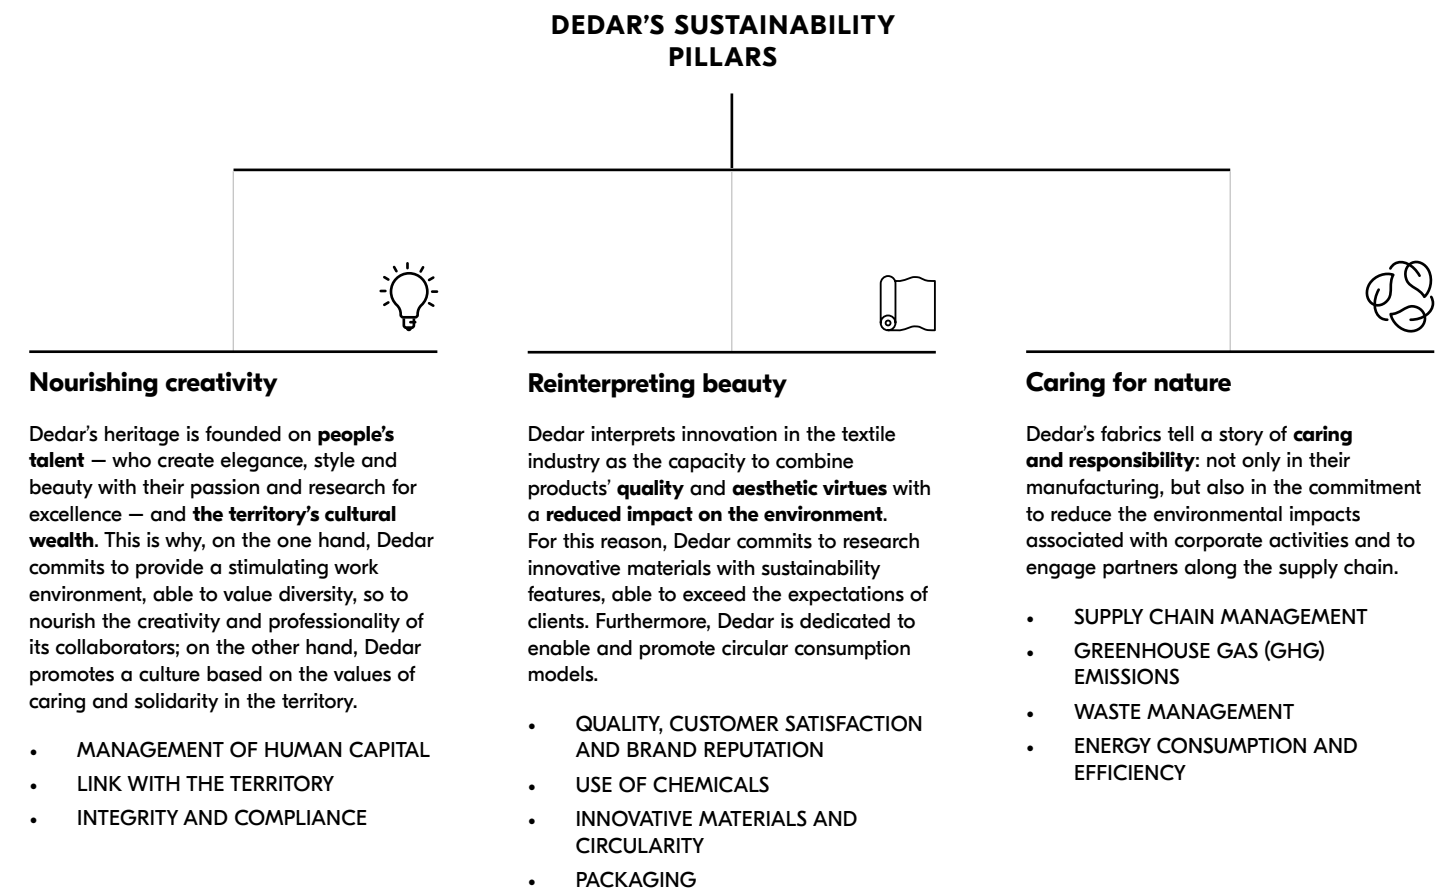 DEDAR’S SUSTAINABILITY
PILLARS
Nourishing creativity
Dedar’s heritage is founded on people’s
talent – who create elegance, style and
beauty with their passion and research for
excellence – and the territory’s cultural
wealth. This is why, on the one hand, Dedar
commits to provide a stimulating work
environment, able to value diversity, so to
nourish the creativity and professionality of
its collaborators; on the other hand, Dedar
promotes a culture based on the values of
caring and solidarity in the territory.
• MANAGEMENT OF HUMAN CAPITAL
• LINK WITH THE TERRITORY
• INTEGRITY AND COMPLIANCE
Reinterpreting beauty
Dedar interprets innovation in the textile
industry as the capacity to combine
products’ quality and aesthetic virtues with
a reduced impact on the environment.
For this reason, Dedar commits to research
innovative materials with sustainability
features, able to exceed the expectations of
clients. Furthermore, Dedar is dedicated to
enable and promote circular consumption
models.
• QUALITY, CUSTOMER SATISFACTION
AND BRAND REPUTATION
• USE OF CHEMICALS
• INNOVATIVE MATERIALS AND
CIRCULARITY
• PACKAGING
Caring for nature
Dedar’s fabrics tell a story of caring
and responsibility: not only in their
manufacturing, but also in the commitment
to reduce the environmental impacts
associated with corporate activities and to
engage partners along the supply chain.
• SUPPLY CHAIN MANAGEMENT
• GREENHOUSE GAS (GHG)
EMISSIONS
• WASTE MANAGEMENT
• ENERGY CONSUMPTION AND
EFFICIENCY